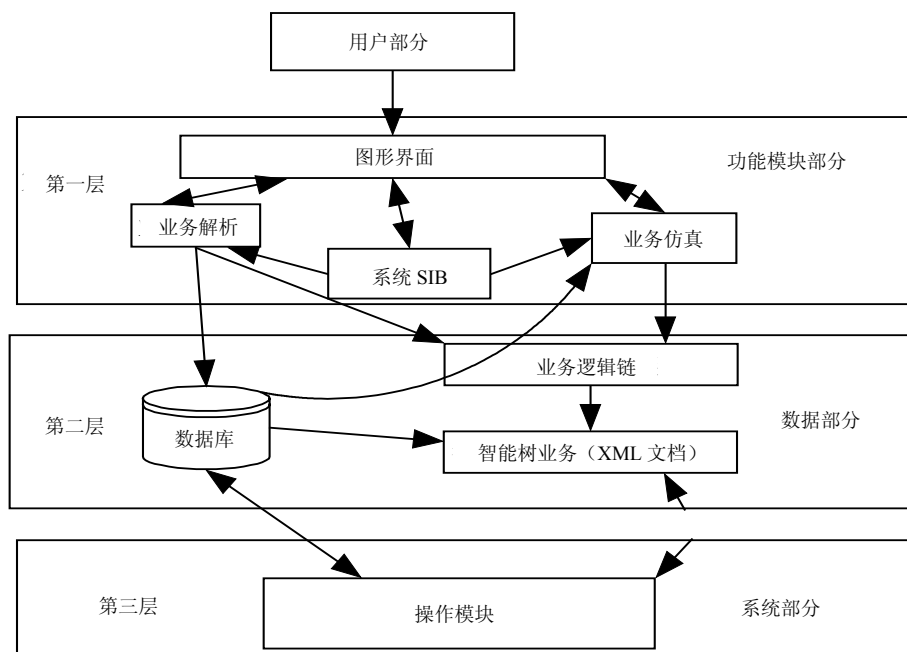 用户部分
图形界面
功能模块部分
第一层
业务解析
业务仿真
系统 SIB
业务逻辑链
数据部分
第二层
数据库
智能树业务（XML 文档）
第三层
操作模块
系统部分